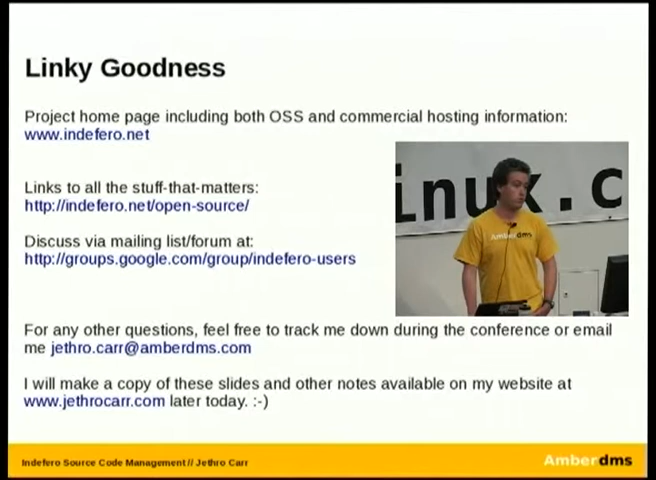 Linky Goodness
Project home page including both OSS and commercial hosting information:
www.indefero.net
Links to all the stuff-that-matters:
http://indefero.net/open-source/
inux.c
Amberdms
Discuss via mailing list/forum at:
http://groups.google.com/group/indefero-users
For any other questions, feel free to track me down during the conference or email
me jethro.carr@amberdms.com
I will make a copy of these slides and other notes available on my website at
www.jethrocarr.com later today. :-)
Indefero Source Code Management // Jethro Carr
Amberdms